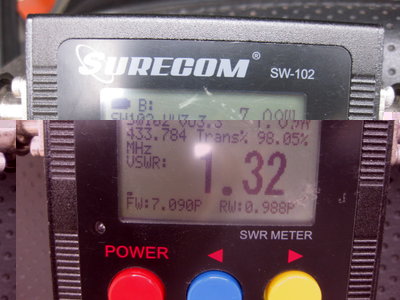 SURECOM®
SW-102
B:
433.784 Trans% 98.05%
MHz
VSWR:
1.32
FW:7.090P RW:0.988P
SWR METER
POWER